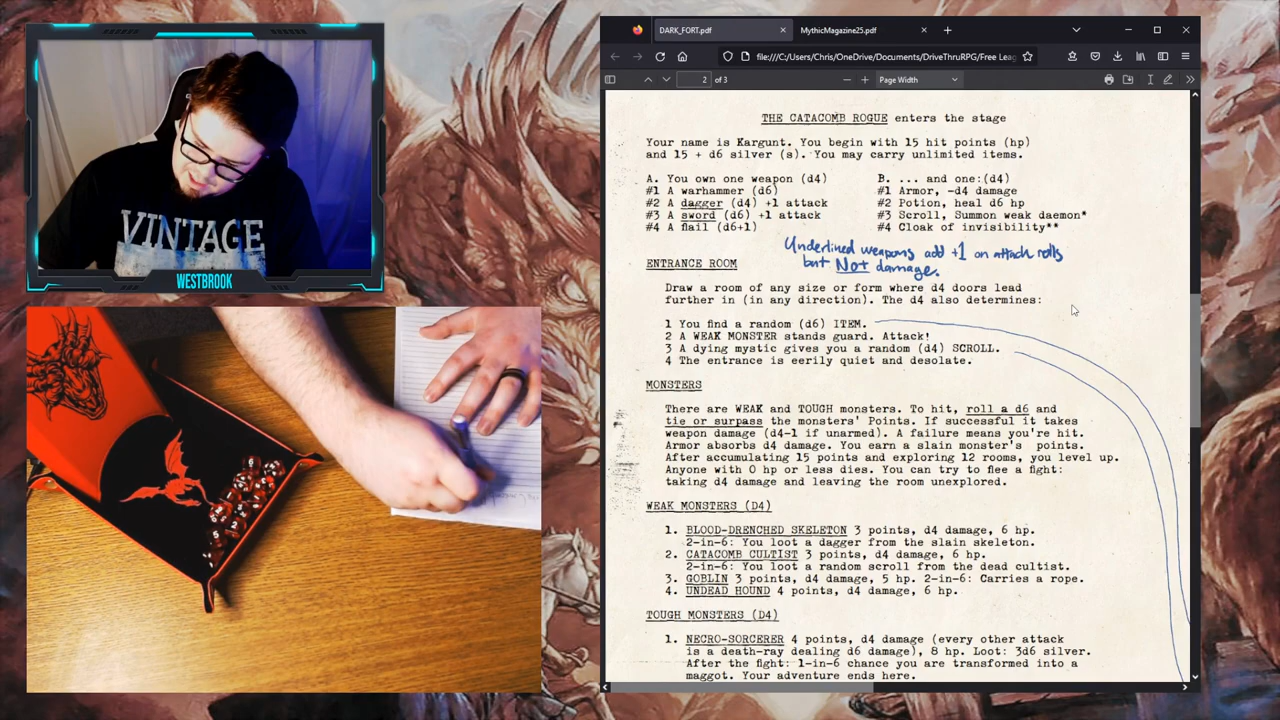 VINTAGE
WESTBROOK
DARK_FORT.pdf
MythicMagazine25.pdf
file:///C:/Users/Chris/OneDrive/Documents/DriveThruRPG/Free Leag
2 of 3
Page Width
THE CATACOMB ROGUE enters the stage
Your name is Kargunt. You begin with 15 hit points (hp)
and 15 + d6 silver (s). You may carry unlimited items.
A. You own one weapon (d4)
#1 A warhammer (d6)
#2 A dagger (d4) +1 attack
#3 A sword (d6) +1 attack
#4 A flail (d6+1)
B. ... and one:(d4)
#1 Armor, -d4 damage
#2 Potion, heal d6 hp
#3 Scroll, Summon weak daemon*
#4 Cloak of invisibility**
Underlined weapons add +1 on attack rolls
but Not damage.
ENTRANCE ROOM
Draw a room of any size or form where d4 doors lead
further in (in any direction). The d4 also determines:
1 You find a random (d6) ITEM.
2 A WEAK MONSTER stands guard. Attack!
3 A dying mystic gives you a random (d4) SCROLL.
4 The entrance is eerily quiet and desolate.
MONSTERS
There are WEAK and TOUGH monsters. To hit, roll a d6 and
tie or surpass the monsters' Points. If successful it takes
weapon damage (d4-1 if unarmed). A failure means you're hit.
Armor absorbs d4 damage. You earn a slain monster's points.
After accumulating 15 points and exploring 12 rooms, you level up.
Anyone with 0 hp or less dies. You can try to flee a fight:
taking d4 damage and leaving the room unexplored.
WEAK MONSTERS (D4)
1. BLOOD-DRENCHED SKELETON 3 points, d4 damage, 6 hp.
2-in-6: You loot a dagger from the slain skeleton.
2. CATACOMB CULTIST 3 points, d4 damage, 6 hp.
2-in-6: You loot a random scroll from the dead cultist.
3. GOBLIN 3 points, d4 damage, 5 hp. 2-in-6: Carries a rope.
4. UNDEAD HOUND 4 points, d4 damage, 6 hp.
TOUGH MONSTERS (D4)
1. NECRO-SORCERER 4 points, d4 damage (every other attack
is a death-ray dealing d6 damage), 8 hp. Loot: 3d6 silver.
After the fight: 1-in-6 chance you are transformed into a
maggot. Your adventure ends here.